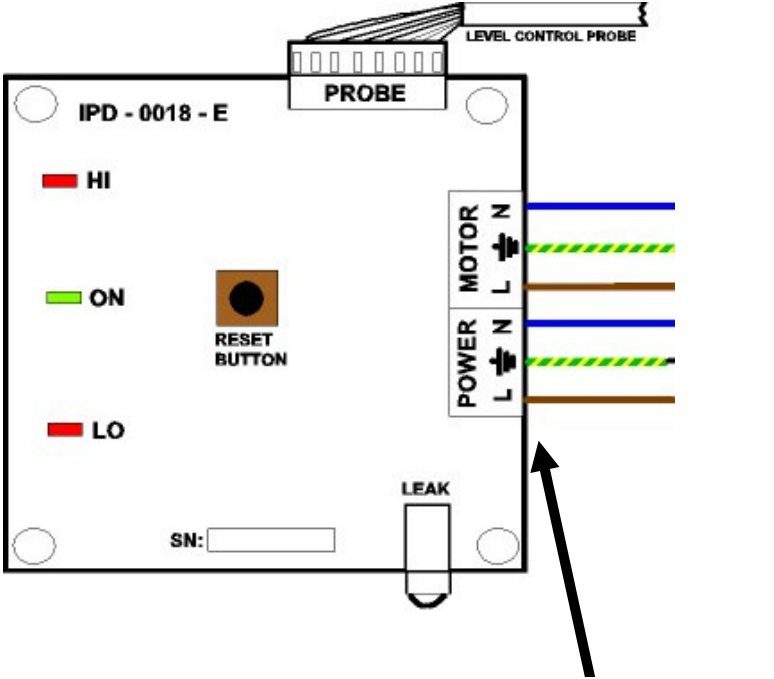 LEVEL CONTROL PROBE
PROBE
IPD - 0018 - E
HI
ON
LO
RESET
BUTTON
MOTOR
N
L
POWER
N
L
LEAK
SN: